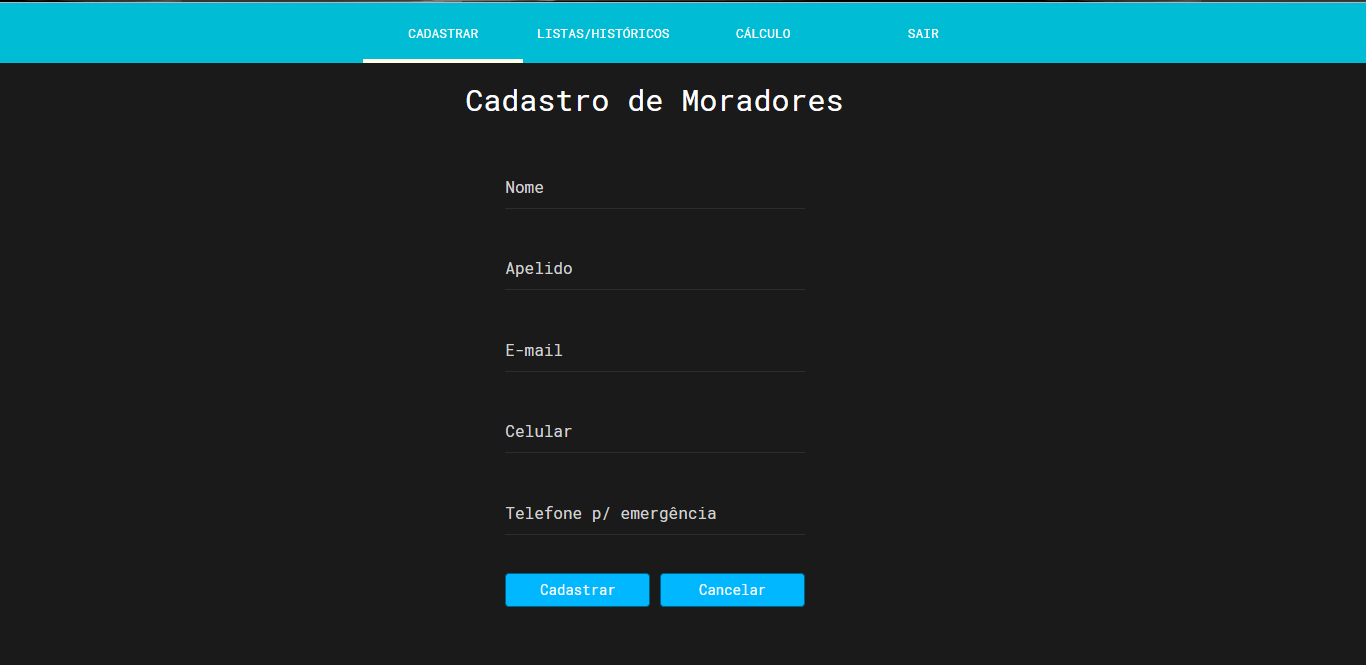 CADASTRAR LISTAS/HISTÓRICOS CÁLCULO SAIR
Cadastro de Moradores
Nome
Apelido
E-mail
Celular
Telefone p/ emergência
Cadastrar Cancelar